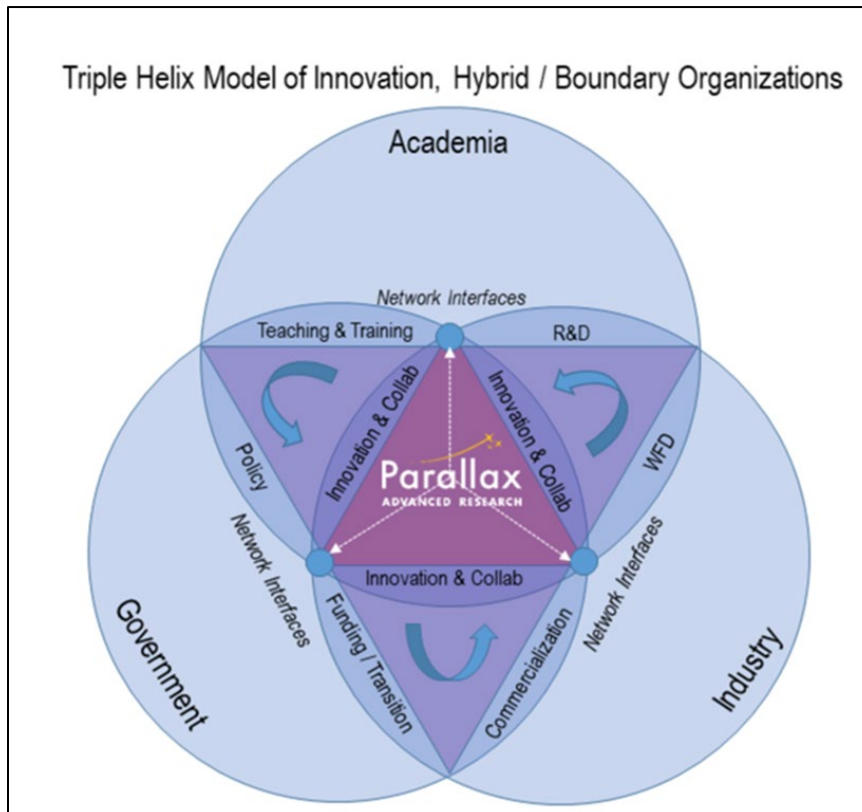 Triple Helix Model of Innovation, Hybrid / Boundary Organizations
Academia
Network Interfaces
Teaching & Training
R&D
Innovation & Collab
Innovation & Collab
Policy
WFD
Parallax
ADVANCED RESEARCH
Network Interfaces
Network Interfaces
Innovation & Collab
Government
Funding / Transition
Commercialization
Industry